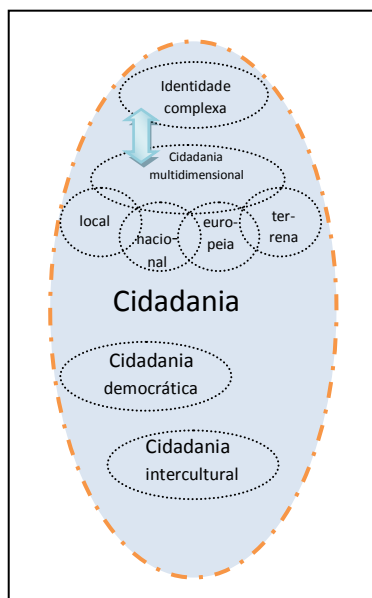 Identidade
complexa
Cidadania
multidimensional
local
nacio-
nal
euro-
peia
ter-
rena
Cidadania
Cidadania
democrática
Cidadania
intercultural